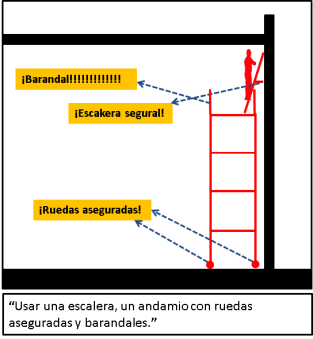 ¡Barandal!!!!!!!!!!!!!
¡Escakera segural!
¡Ruedas aseguradas!
“Usar una escalera, un andamio con ruedas
aseguradas y barandales.”